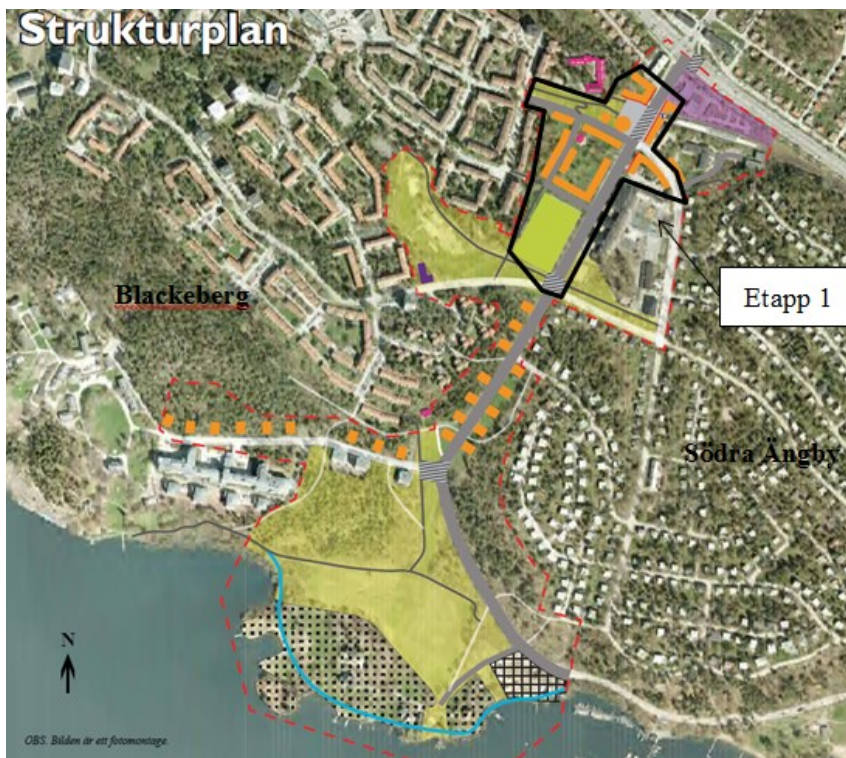 Strukturplan
Blackeberg
Etapp 1
Södra Ängby
N
OBS. Bilden är ett fotomontage.